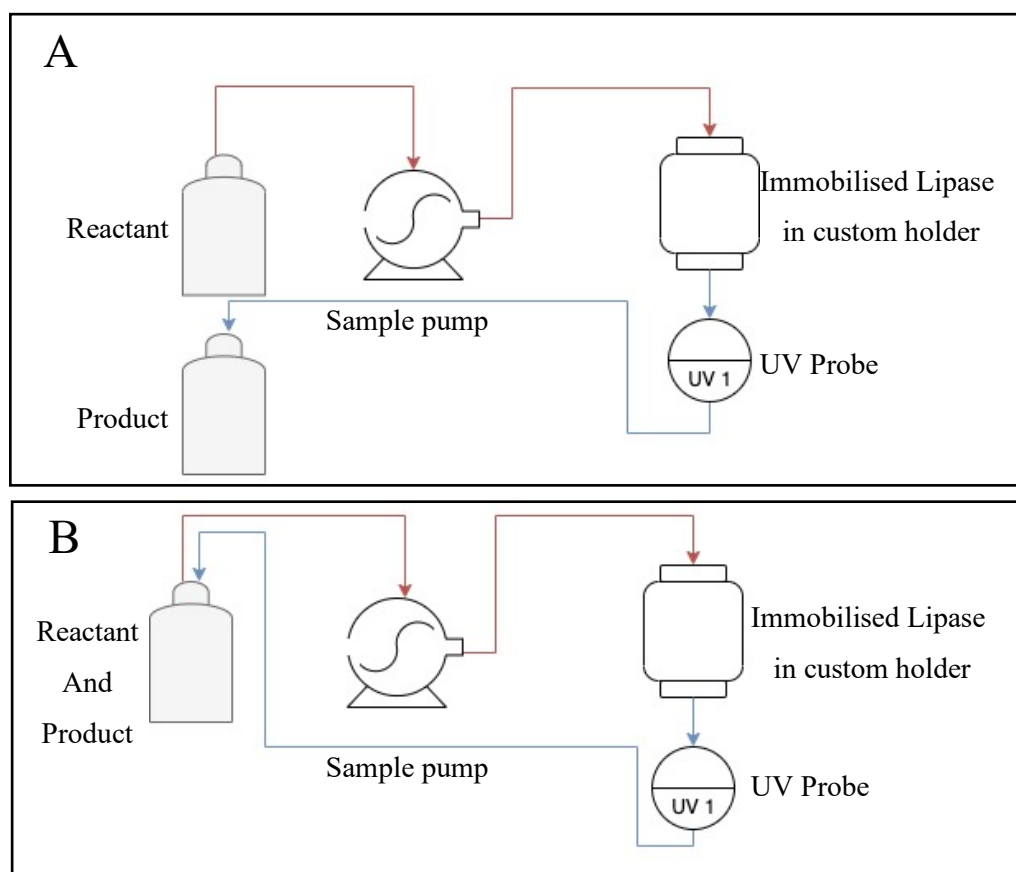 A
Reactant
Immobilised Lipase
in custom holder
Sample pump
UV 1
UV Probe
Product
B
Reactant
And
Product
Immobilised Lipase
in custom holder
Sample pump
UV 1
UV Probe